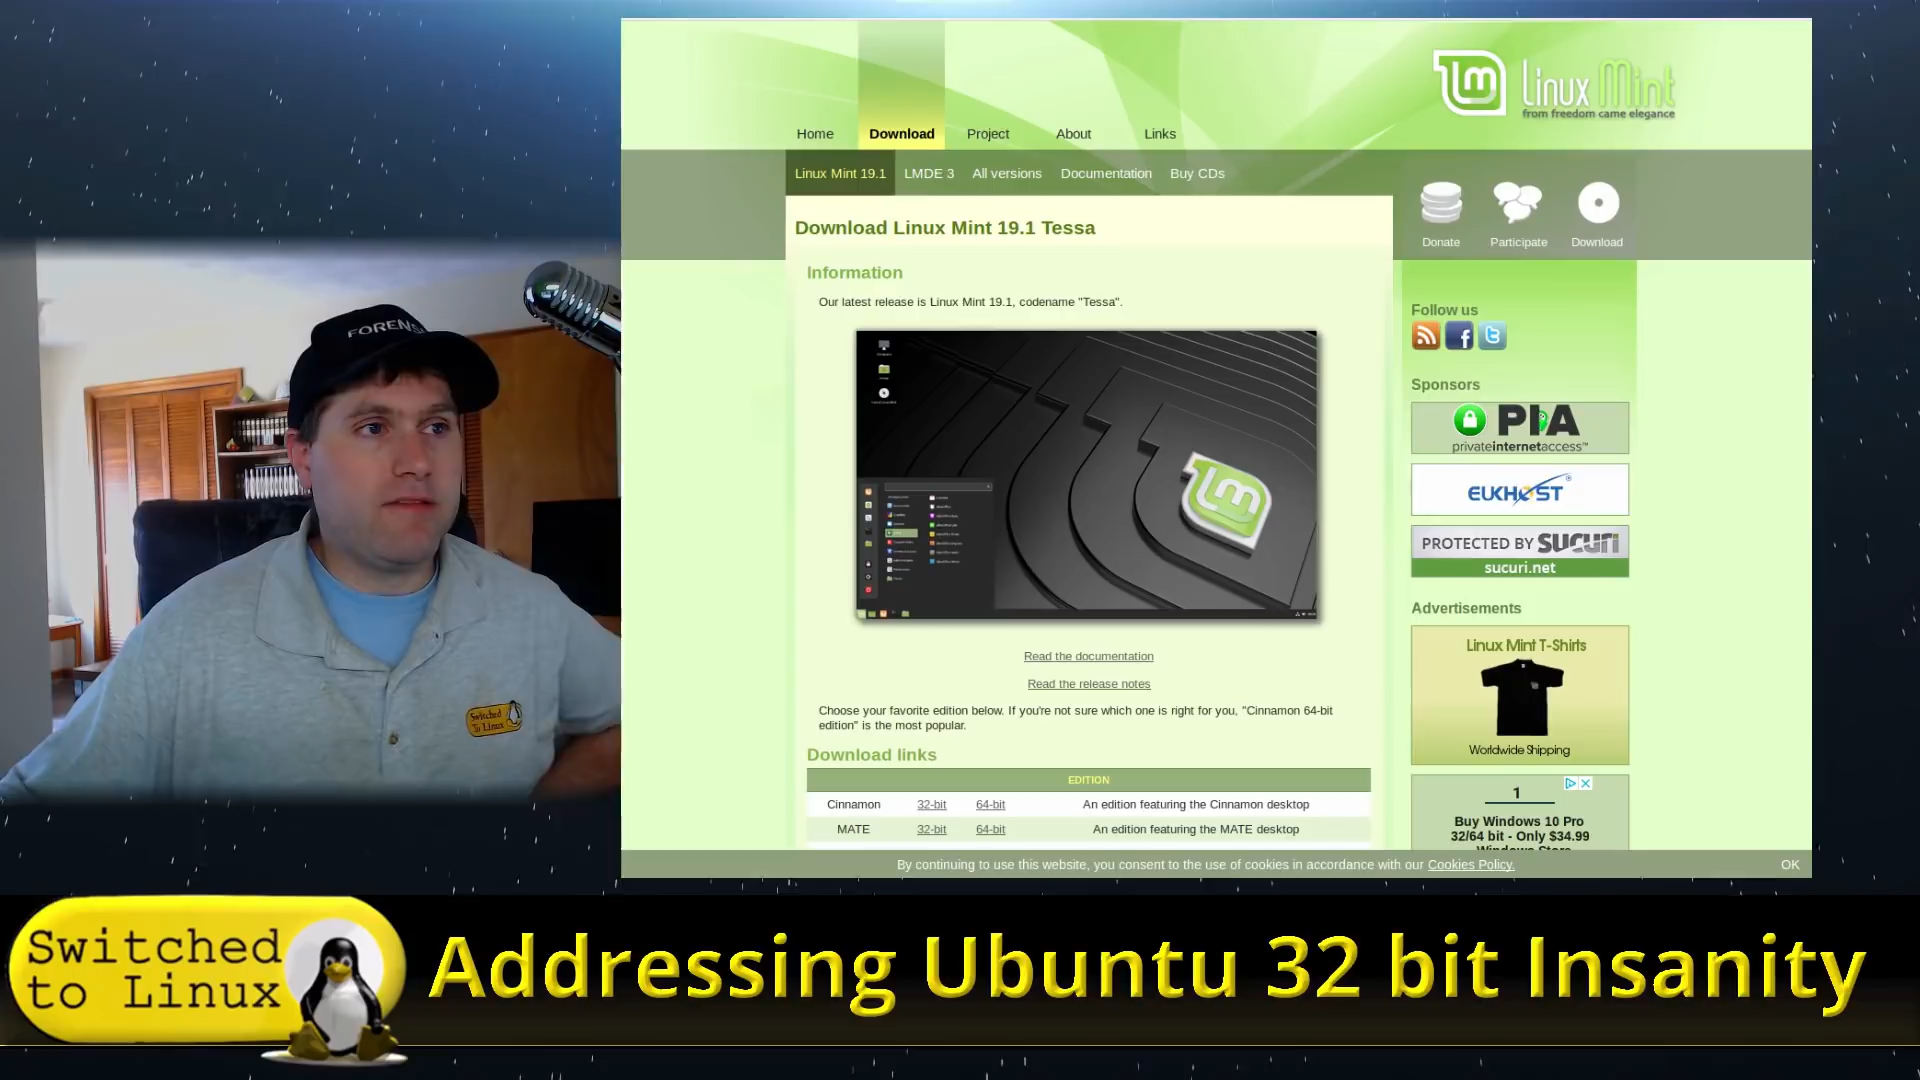 Linux Mint
from freedom came elegance
Home Download Project About Links
Linux Mint 19.1 LMDE 3 All versions Documentation Buy CDs
Donate Participate Download
Download Linux Mint 19.1 Tessa
Information
Our latest release is Linux Mint 19.1, codename "Tessa".
Read the documentation
Read the release notes
Choose your favorite edition below. If you're not sure which one is right for you, "Cinnamon 64-bit
edition" is the most popular.
Download links
EDITION
Cinnamon 32-bit 64-bit An edition featuring the Cinnamon desktop
MATE 32-bit 64-bit An edition featuring the MATE desktop
Follow us
Sponsors
PIA
privateinternetaccess™
EUKHOST®
PROTECTED BY SUCURI
sucuri.net
Advertisements
Linux Mint T-Shirts
Worldwide Shipping
1
Buy Windows 10 Pro
32/64 bit - Only $34.99
Windows Store
By continuing to use this website, you consent to the use of cookies in accordance with our Cookies Policy. OK
Switched
To Linux
Switched
to Linux
Addressing Ubuntu 32 bit Insanity